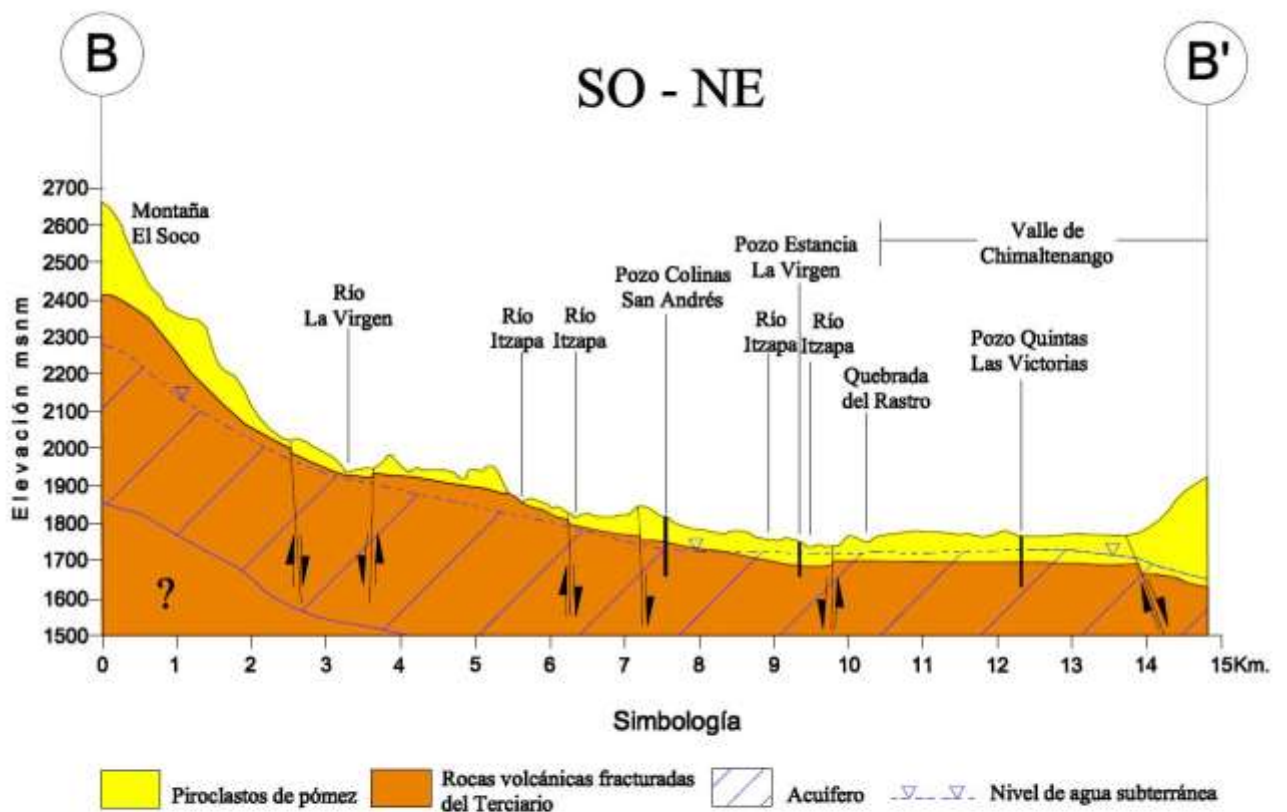 B
B'
SO - NE
Elevación msnm
2700
2600
2500
2400
2300
2200
2100
2000
1900
1800
1700
1600
1500
Montaña
El Soco
Río
La Virgen
Río
Itzapa
Río
Itzapa
Pozo Colinas
San Andrés
Río
Itzapa
Pozo Estancia
La Virgen
Río
Itzapa
Quebrada
del Rastro
Valle de
Chimaltenango
Pozo Quintas
Las Victorias
?
0 1 2 3 4 5 6 7 8 9 10 11 12 13 14 15Km.
Simbología
Piroclastos de pómez
Rocas volcánicas fracturadas
del Terciario
Acuífero
Nivel de agua subterránea